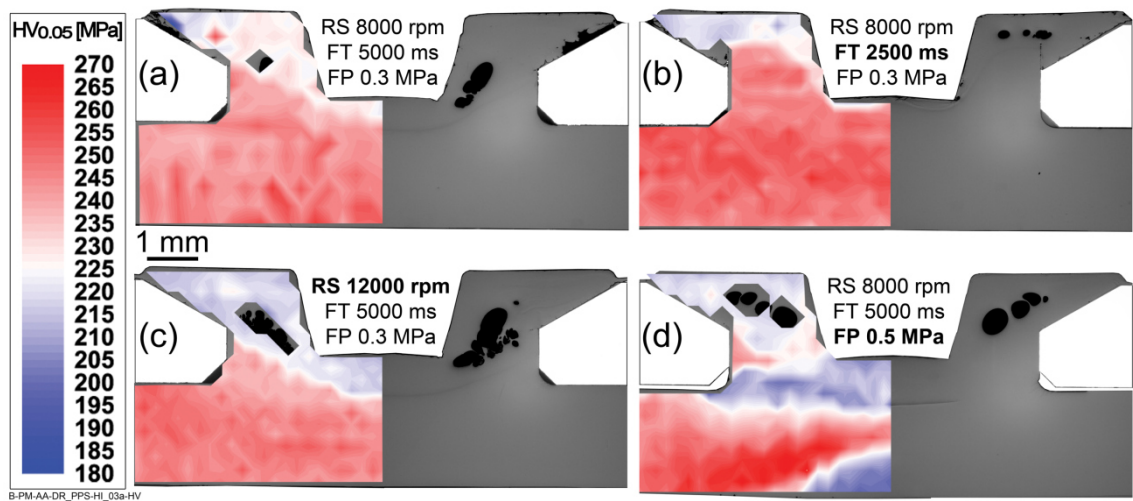 HV0.05 [MPa]
270
265
260
255
250
245
240
235
230
225
220
215
210
205
200
195
190
185
180
B-PM-AA-DR_PPS-HI_03a-HV
(a)
RS 8000 rpm
FT 5000 ms
FP 0.3 MPa
(b)
RS 8000 rpm
FT 2500 ms
FP 0.3 MPa
1 mm
(c)
RS 12000 rpm
FT 5000 ms
FP 0.3 MPa
(d)
RS 8000 rpm
FT 5000 ms
FP 0.5 MPa